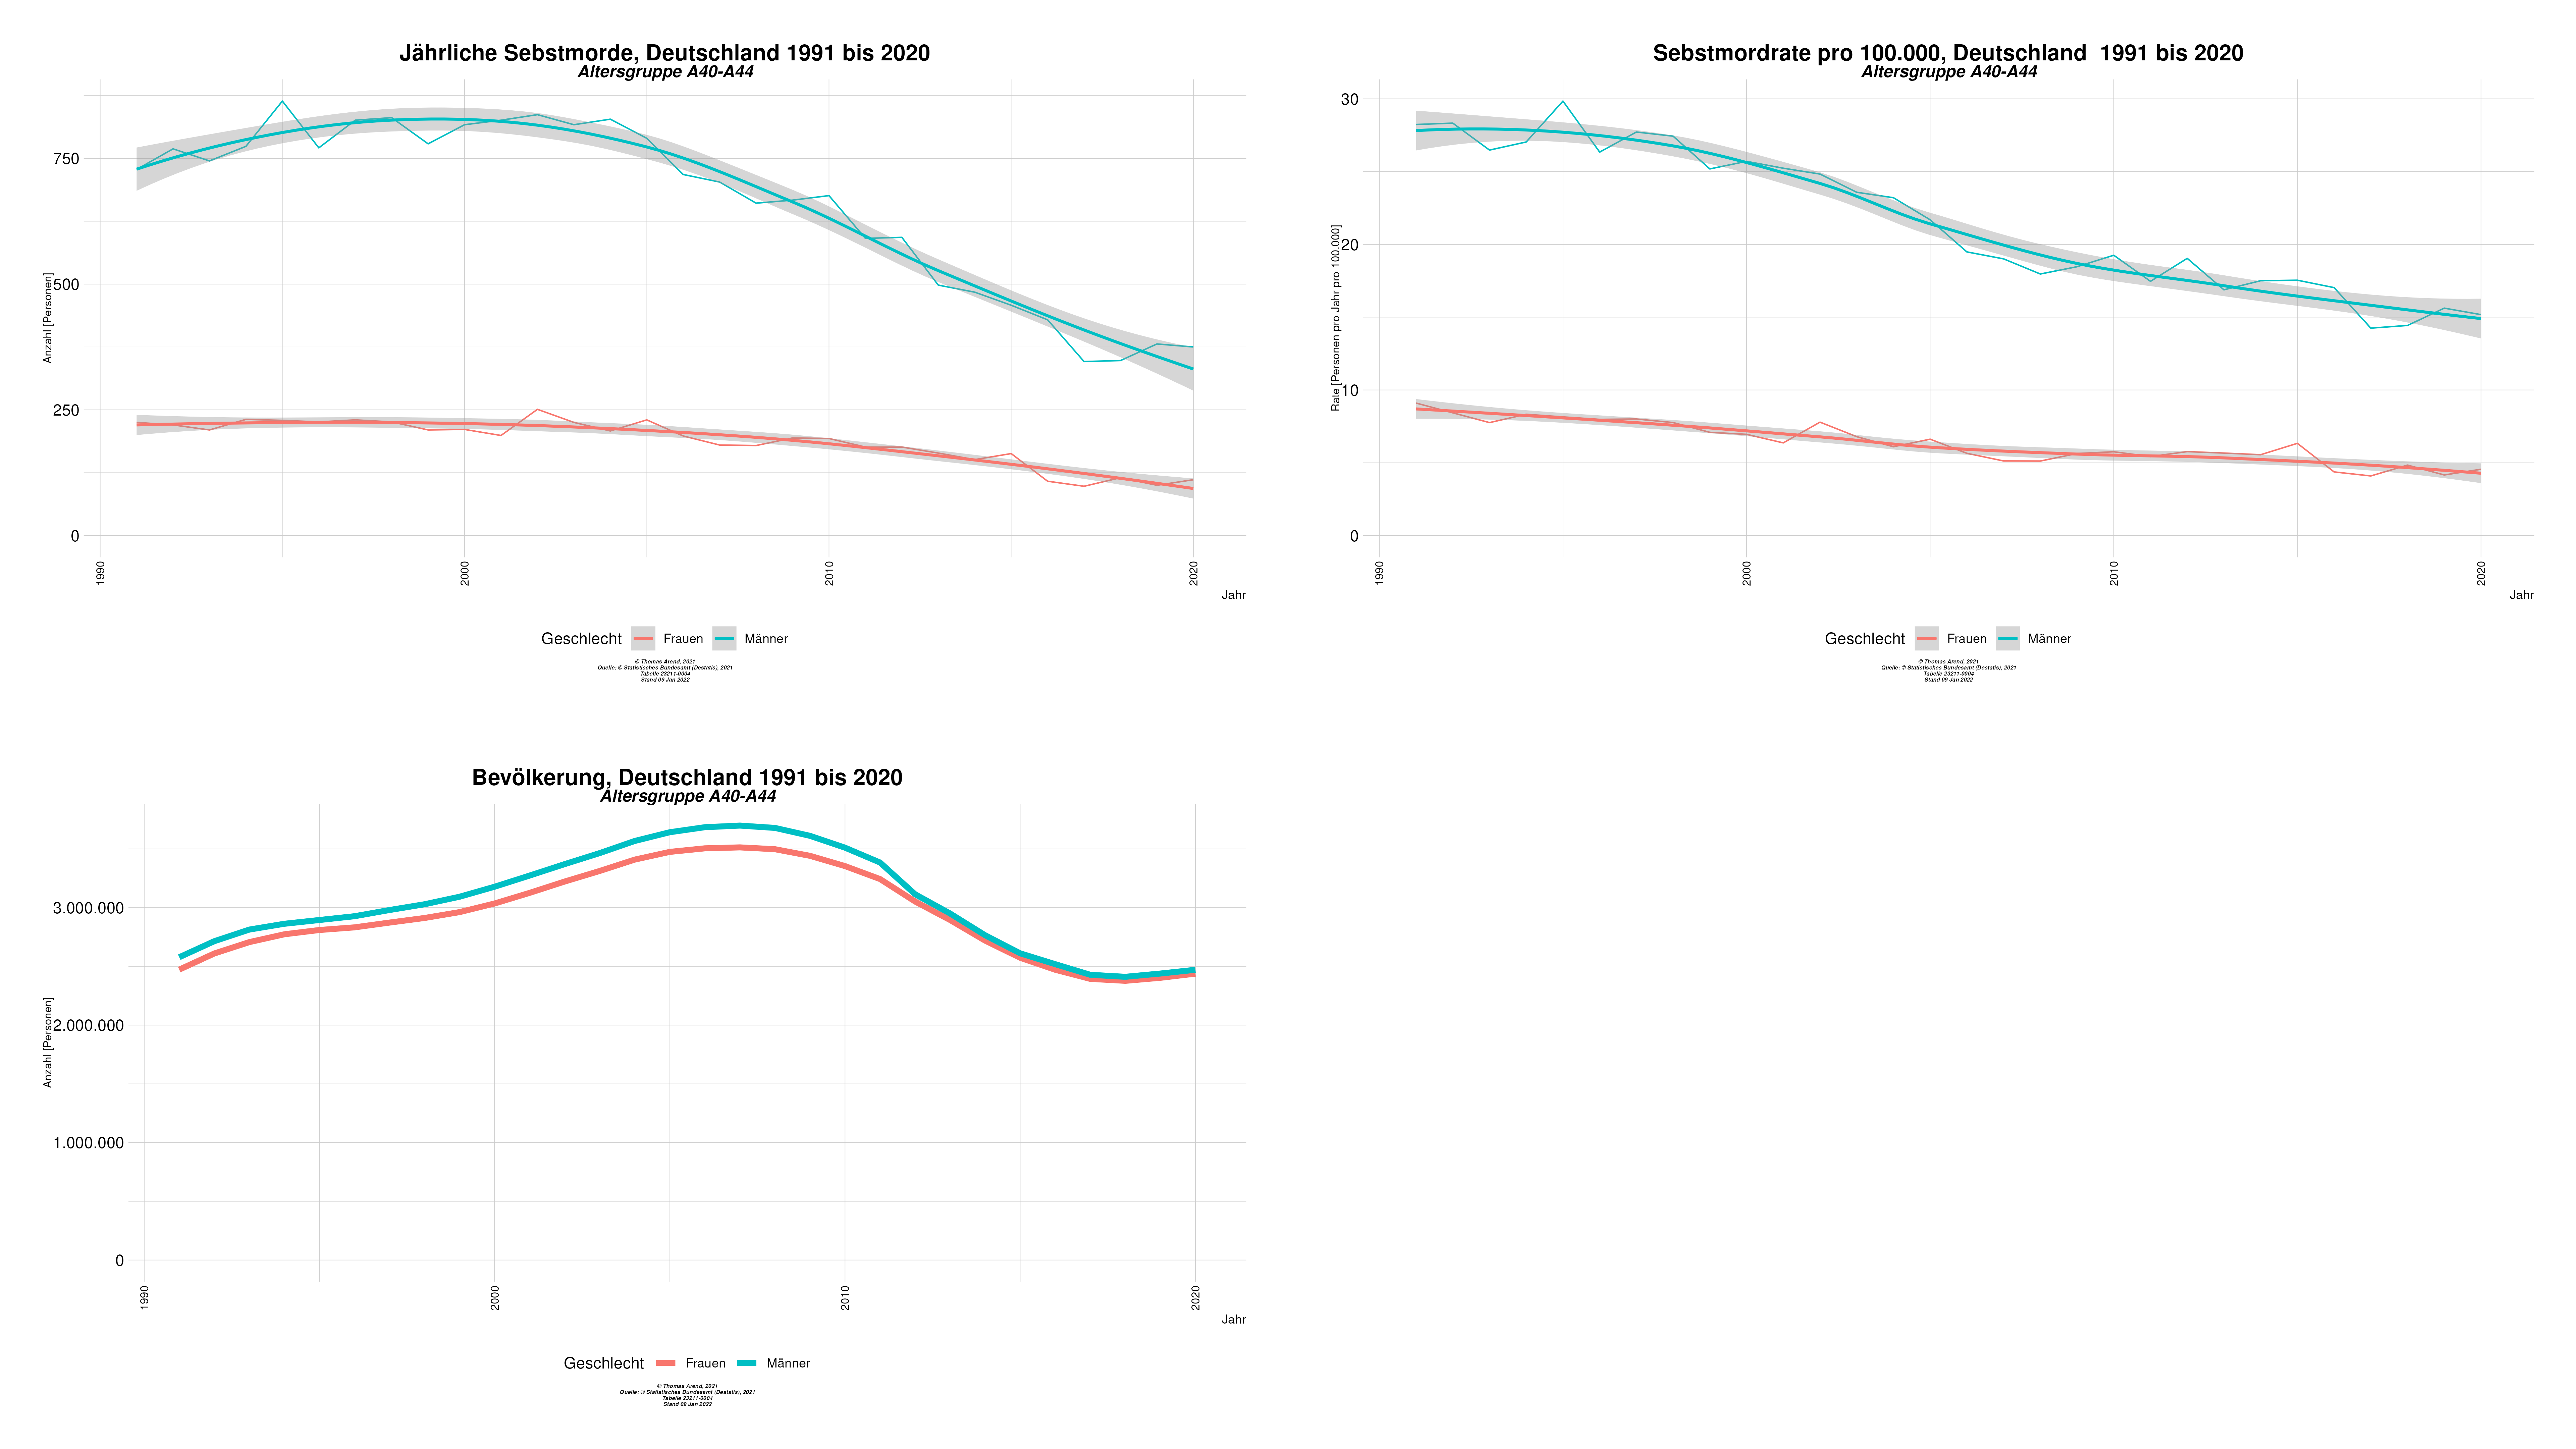 Jährliche Sebstmorde, Deutschland 1991 bis 2020
Altersgruppe A40-A44
Anzahl [Personen]
750
500
250
0
1990
2000
2010
2020
Jahr
Geschlecht Frauen Männer
© Thomas Arend, 2021
Quelle: © Statistisches Bundesamt (Destatis), 2021
Tabelle 23211-0004
Stand 09 Jan 2022
Sebstmordrate pro 100.000, Deutschland 1991 bis 2020
Altersgruppe A40-A44
Rate [Personen pro Jahr pro 100.000]
30
20
10
0
1990
2000
2010
2020
Jahr
Geschlecht Frauen Männer
© Thomas Arend, 2021
Quelle: © Statistisches Bundesamt (Destatis), 2021
Tabelle 23211-0004
Stand 09 Jan 2022
Bevölkerung, Deutschland 1991 bis 2020
Altersgruppe A40-A44
Anzahl [Personen]
3.000.000
2.000.000
1.000.000
0
1990
2000
2010
2020
Jahr
Geschlecht Frauen Männer
© Thomas Arend, 2021
Quelle: © Statistisches Bundesamt (Destatis), 2021
Tabelle 23211-0004
Stand 09 Jan 2022